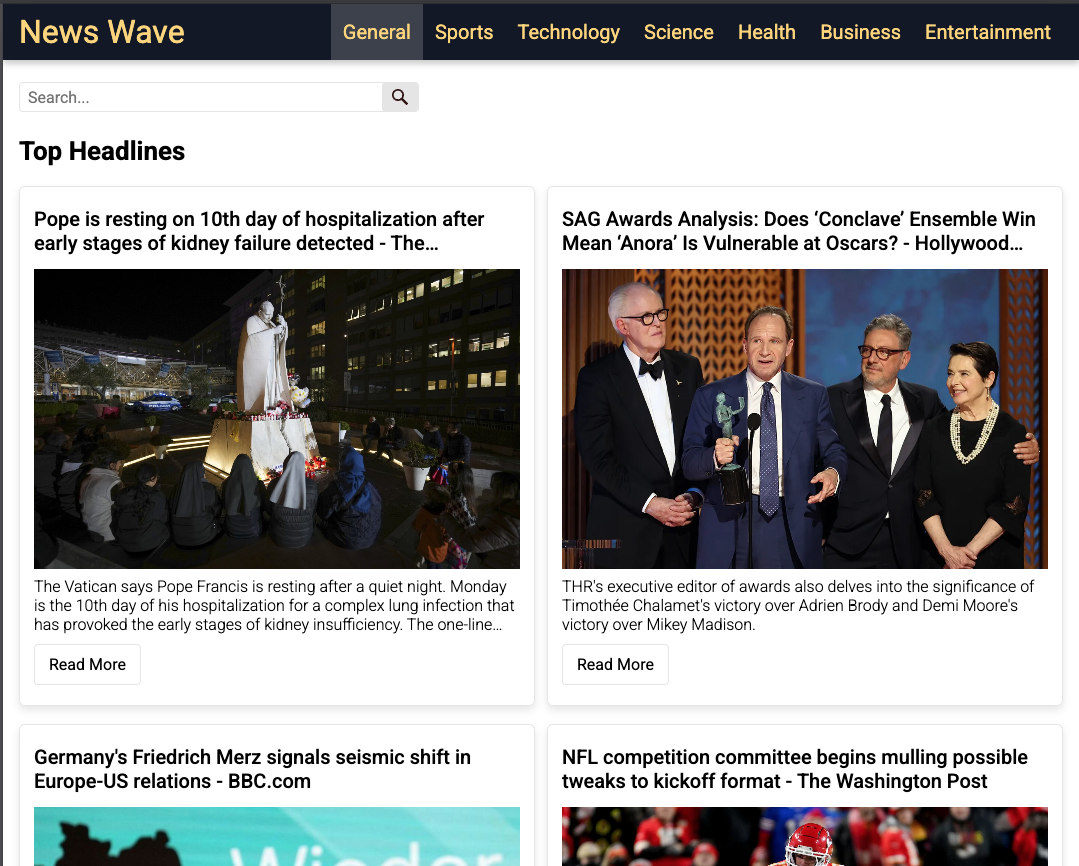 News Wave
General Sports Technology Science Health Business Entertainment
Search...
Top Headlines
Pope is resting on 10th day of hospitalization after
early stages of kidney failure detected - The...
The Vatican says Pope Francis is resting after a quiet night. Monday
is the 10th day of his hospitalization for a complex lung infection that
has provoked the early stages of kidney insufficiency. The one-line...
Read More
SAG Awards Analysis: Does ‘Conclave’ Ensemble Win
Mean ‘Anora’ Is Vulnerable at Oscars? - Hollywood...
THR's executive editor of awards also delves into the significance of
Timothée Chalamet's victory over Adrien Brody and Demi Moore's
victory over Mikey Madison.
Read More
Germany's Friedrich Merz signals seismic shift in
Europe-US relations - BBC.com
Wieder
NFL competition committee begins mulling possible
tweaks to kickoff format - The Washington Post